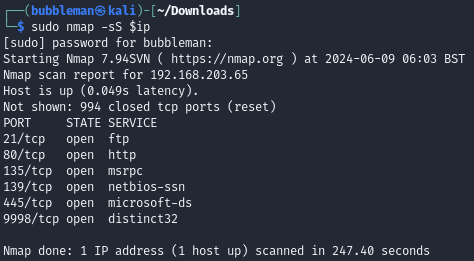 ┌──(bubbleman㉿kali)-[~/Downloads]
└─$ sudo nmap -sS $ip
[sudo] password for bubbleman:
Starting Nmap 7.94SVN ( https://nmap.org ) at 2024-06-09 06:03 BST
Nmap scan report for 192.168.203.65
Host is up (0.049s latency).
Not shown: 994 closed tcp ports (reset)
PORT     STATE SERVICE
21/tcp   open  ftp
80/tcp   open  http
135/tcp  open  msrpc
139/tcp  open  netbios-ssn
445/tcp  open  microsoft-ds
9998/tcp open  distinct32
Nmap done: 1 IP address (1 host up) scanned in 247.40 seconds